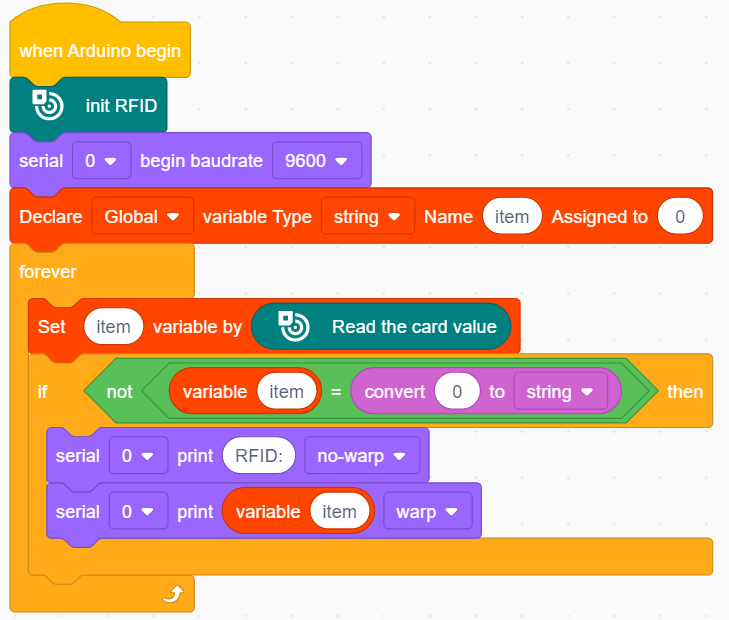 when Arduino begin
init RFID
serial 0 begin baudrate 9600
Declare Global variable Type string Name item Assigned to 0
forever
Set item variable by Read the card value
if not variable item = convert 0 to string then
serial 0 print RFID: no-warp
serial 0 print variable item warp